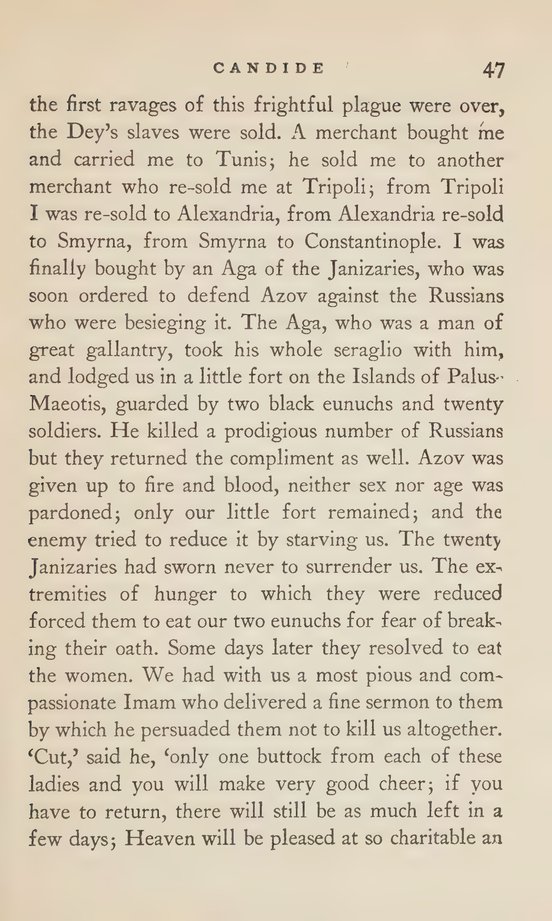 CANDIDE 47
the first ravages of this frightful plague were over,
the Dey's slaves were sold. A merchant bought me
and carried me to Tunis; he sold me to another
merchant who re-sold me at Tripoli; from Tripoli
I was re-sold to Alexandria, from Alexandria re-sold
to Smyrna, from Smyrna to Constantinople. I was
finally bought by an Aga of the Janizaries, who was
soon ordered to defend Azov against the Russians
who were besieging it. The Aga, who was a man of
great gallantry, took his whole seraglio with him,
and lodged us in a little fort on the Islands of Palus-
Maeotis, guarded by two black eunuchs and twenty
soldiers. He killed a prodigious number of Russians
but they returned the compliment as well. Azov was
given up to fire and blood, neither sex nor age was
pardoned; only our little fort remained; and the
enemy tried to reduce it by starving us. The twenty
Janizaries had sworn never to surrender us. The ex-
tremities of hunger to which they were reduced
forced them to eat our two eunuchs for fear of break-
ing their oath. Some days later they resolved to eat
the women. We had with us a most pious and com-
passionate Imam who delivered a fine sermon to them
by which he persuaded them not to kill us altogether.
‘Cut,’ said he, ‘only one buttock from each of these
ladies and you will make very good cheer; if you
have to return, there will still be as much left in a
few days; Heaven will be pleased at so charitable an